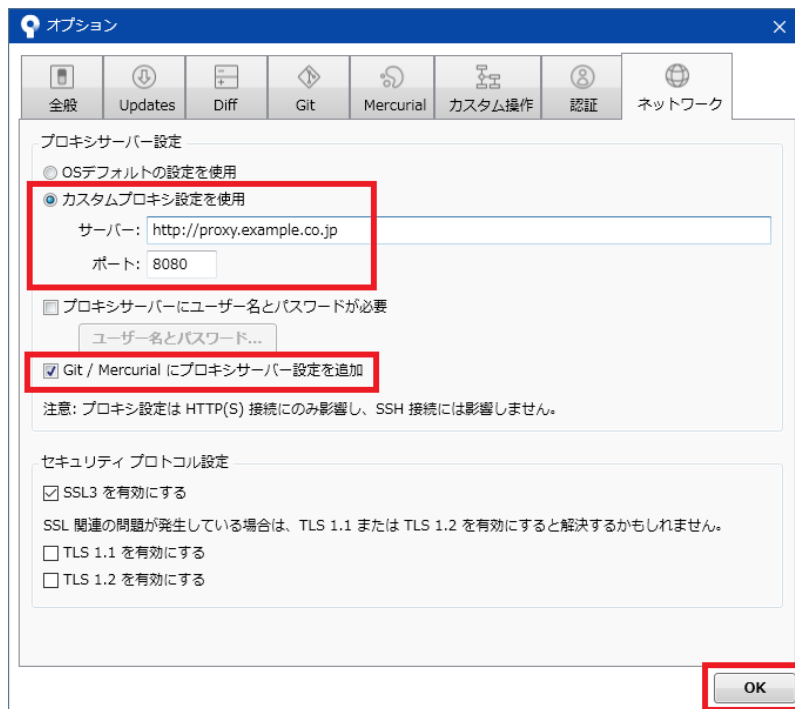 オプション
全般 Updates Diff Git Mercurial カスタム操作 認証 ネットワーク
プロキシサーバー設定
OSデフォルトの設定を使用
カスタムプロキシ設定を使用
サーバー: http://proxy.example.co.jp
ポート: 8080
プロキシサーバーにユーザー名とパスワードが必要
ユーザー名とパスワード...
Git / Mercurial にプロキシサーバー設定を追加
注意: プロキシ設定は HTTP(S) 接続にのみ影響し、SSH 接続には影響しません。
セキュリティ プロトコル設定
SSL3 を有効にする
SSL 関連の問題が発生している場合は、TLS 1.1 または TLS 1.2 を有効にすると解決するかもしれません。
TLS 1.1 を有効にする
TLS 1.2 を有効にする
OK